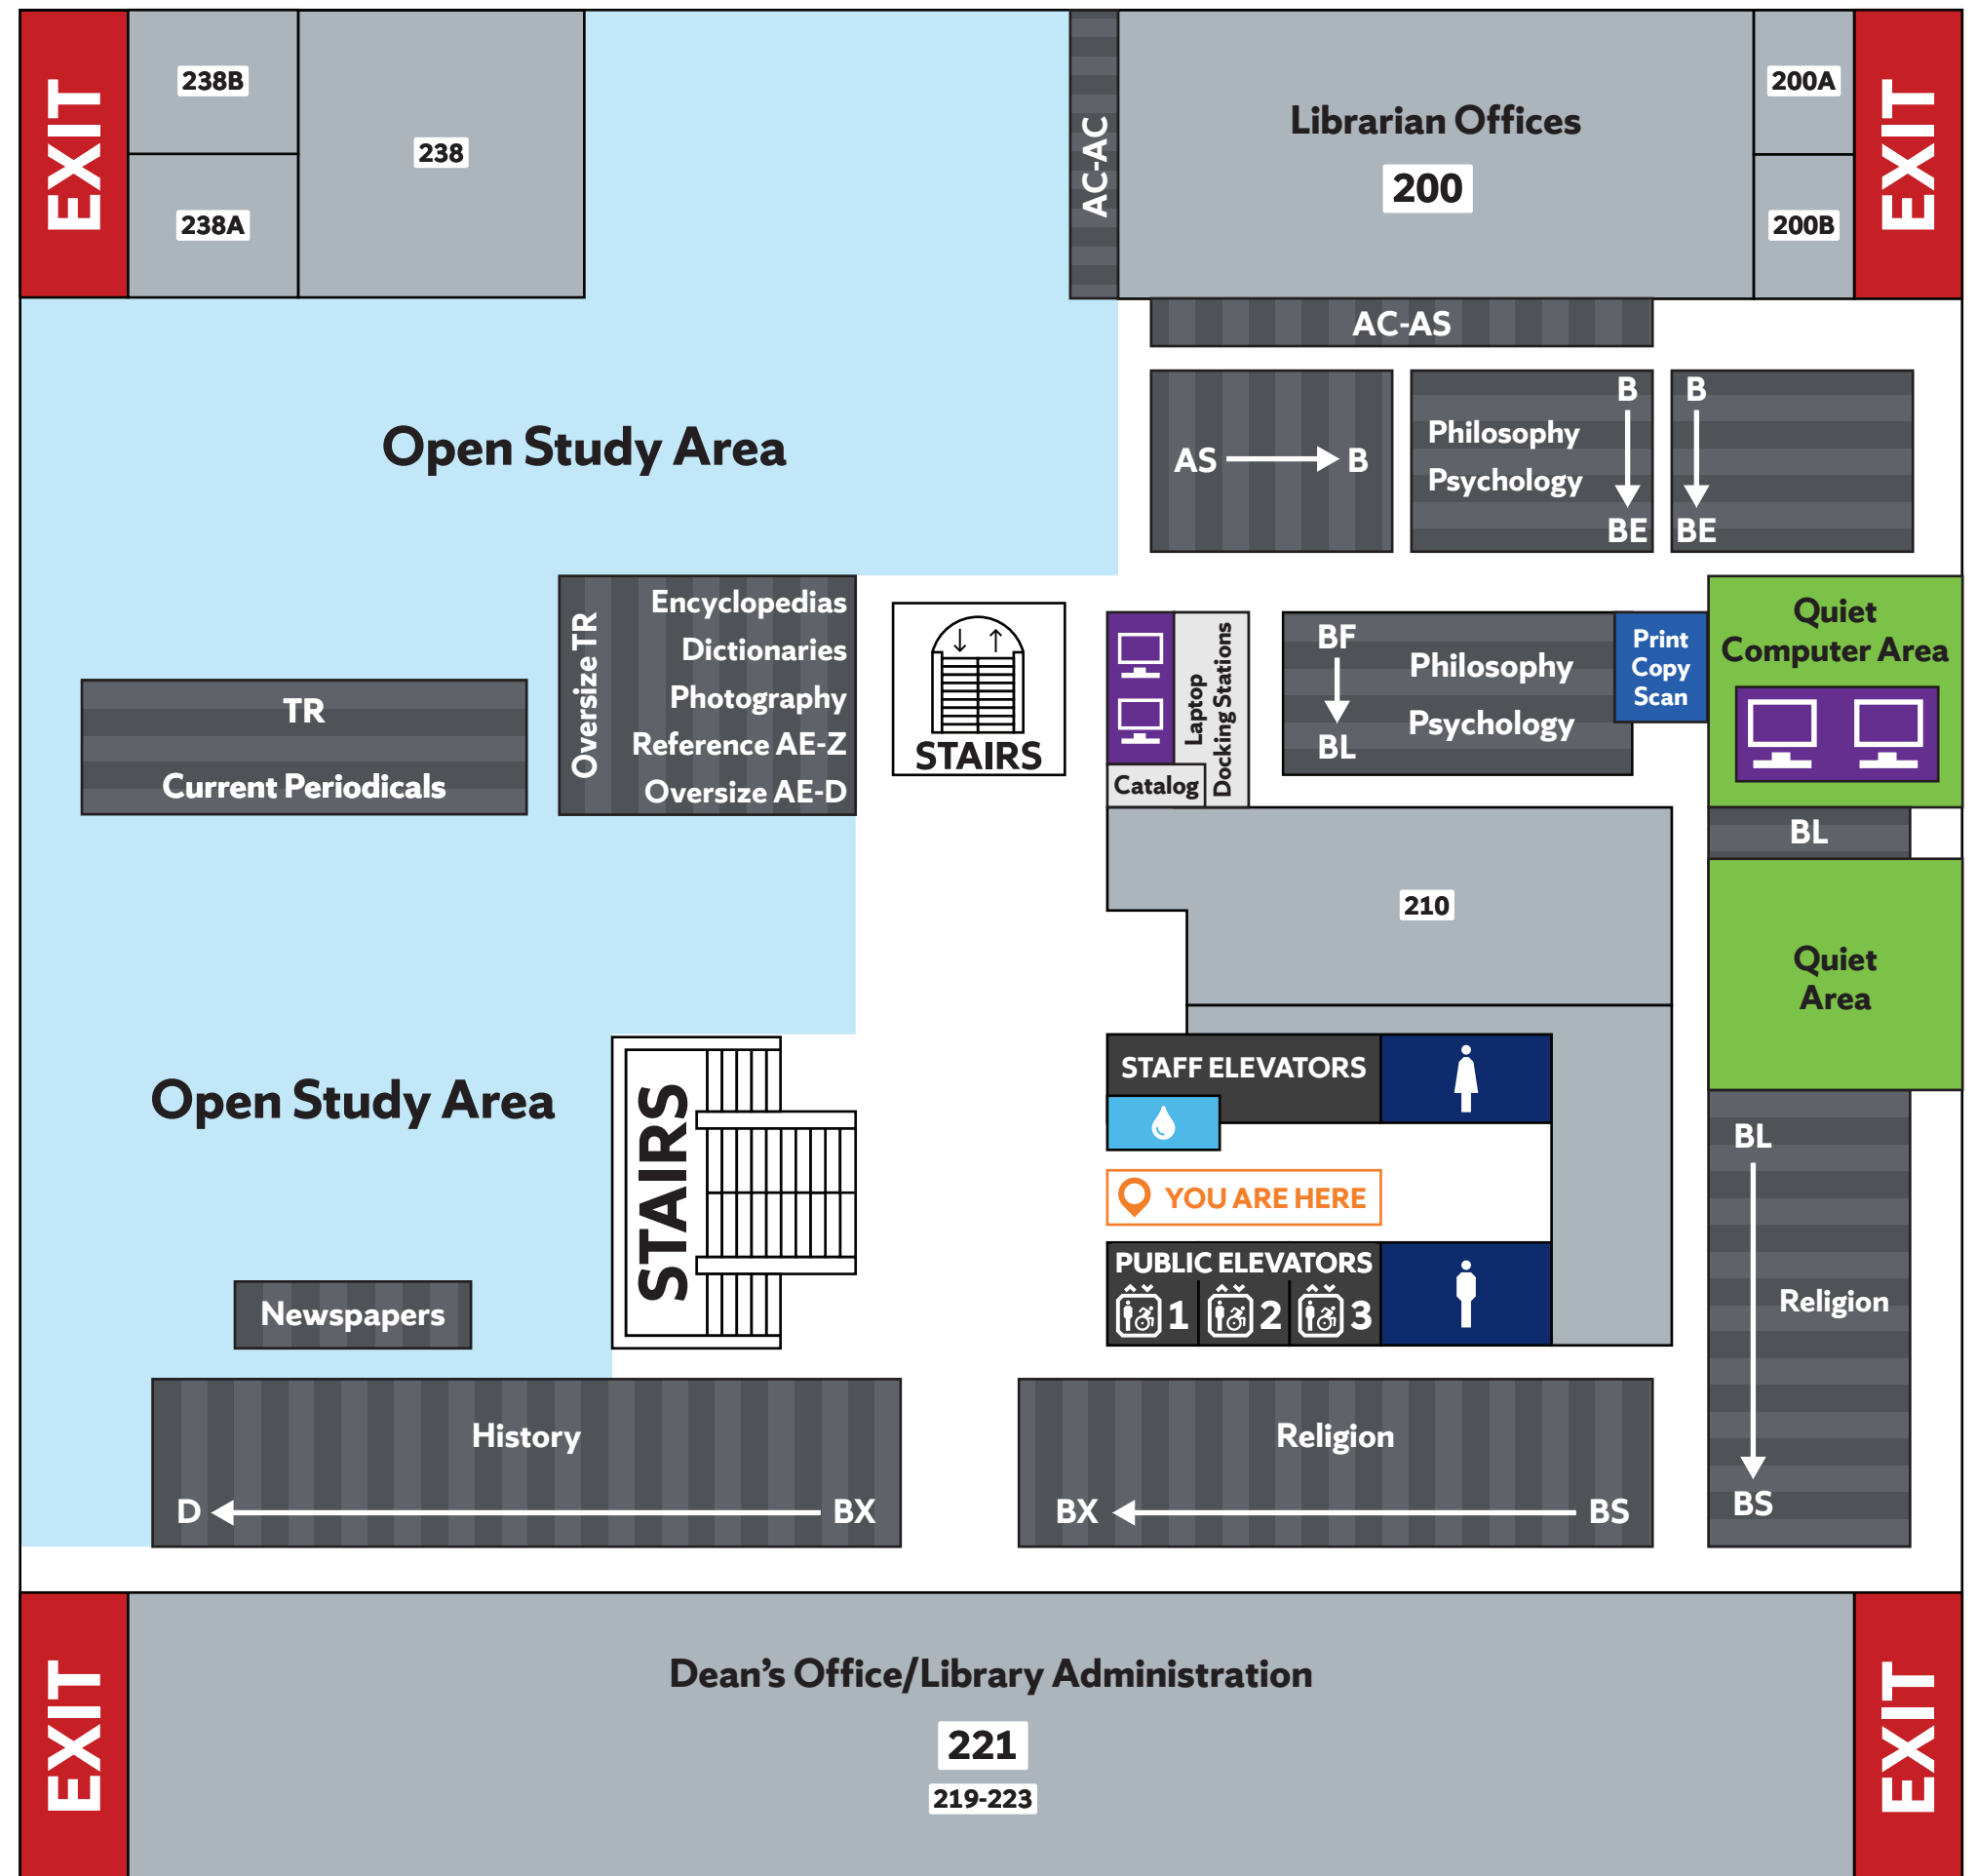 EXIT
238B
238A
238
AC-AC
Librarian Offices
200
200A
200B
EXIT
AC-AS
Open Study Area
AS
B
Philosophy
Psychology
B
BE
B
BE
Oversize TR
Encyclopedias
Dictionaries
Photography
Reference AE-Z
Oversize AE-D
STAIRS
Laptop
Docking Stations
Catalog
BF
BL
Philosophy
Psychology
Print
Copy
Scan
Quiet
Computer Area
TR
Current Periodicals
BL
210
Quiet
Area
Open Study Area
STAIRS
STAFF ELEVATORS
YOU ARE HERE
PUBLIC ELEVATORS
1
2
3
BL
Religion
BS
Newspapers
History
D
BX
Religion
BX
BS
EXIT
Dean's Office/Library Administration
221
219-223
EXIT